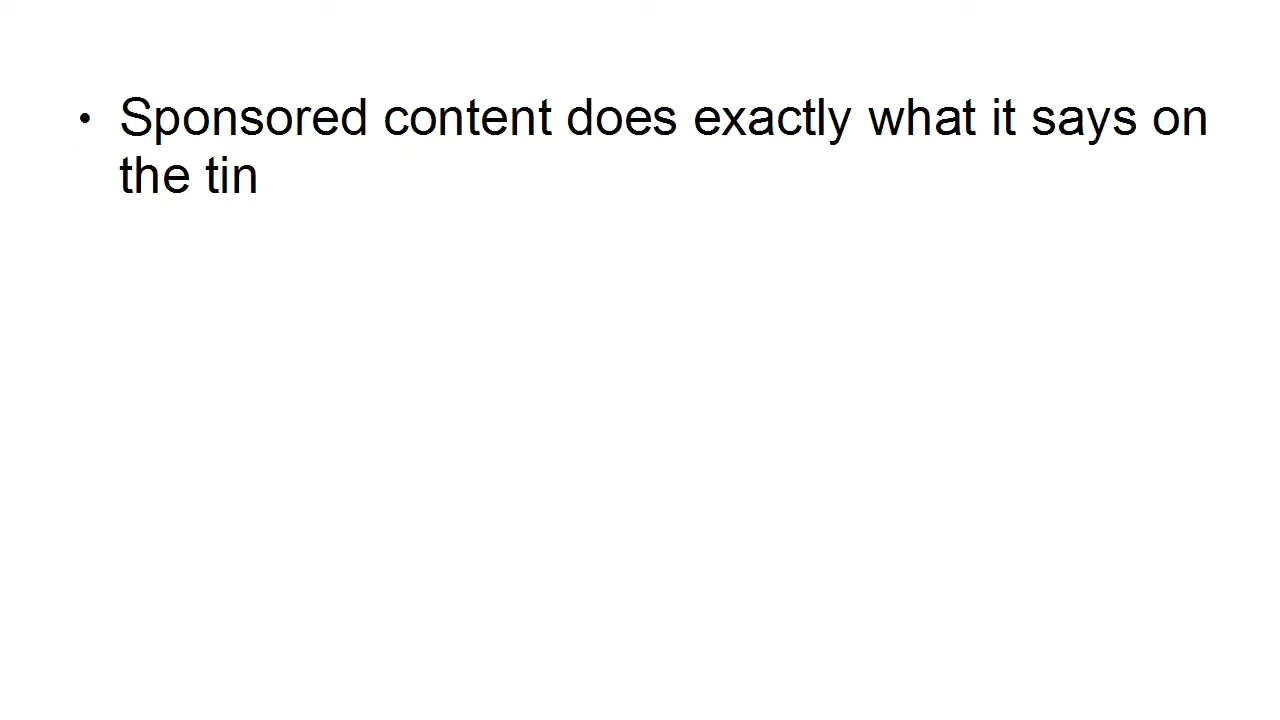 • Sponsored content does exactly what it says on
the tin